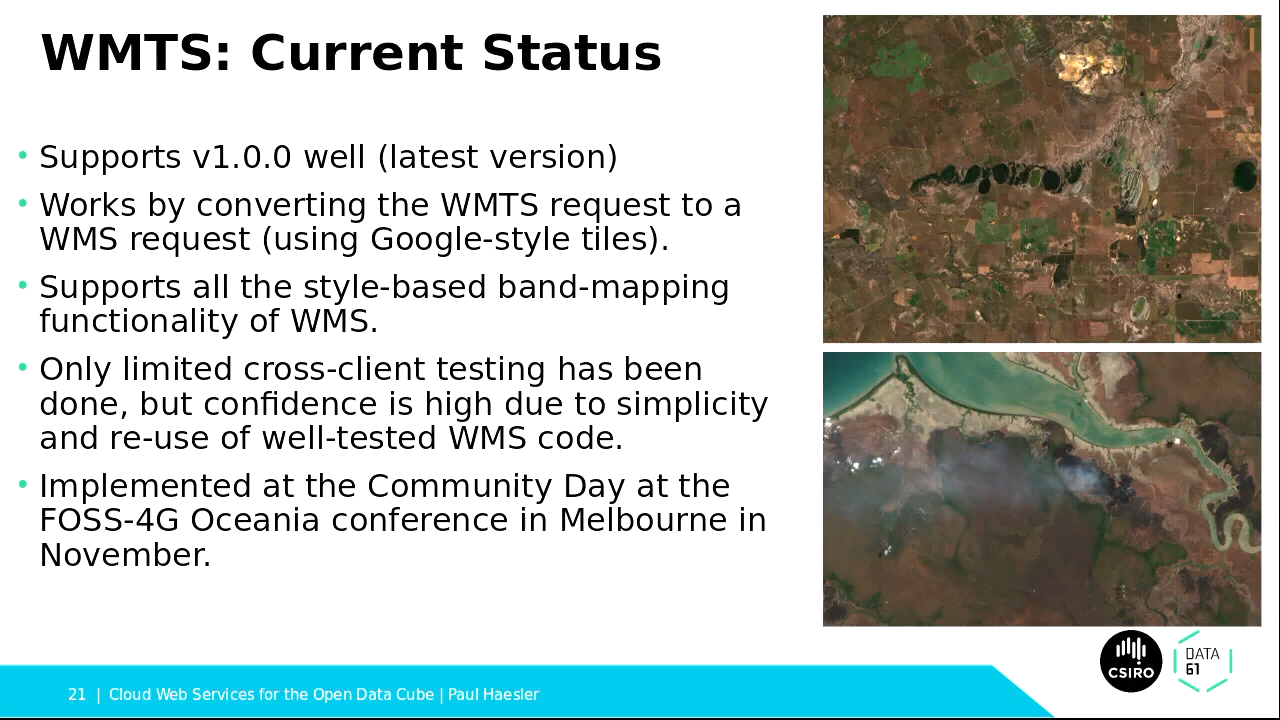 WMTS: Current Status
• Supports v1.0.0 well (latest version)
• Works by converting the WMTS request to a
WMS request (using Google-style tiles).
• Supports all the style-based band-mapping
functionality of WMS.
• Only limited cross-client testing has been
done, but confidence is high due to simplicity
and re-use of well-tested WMS code.
• Implemented at the Community Day at the
FOSS-4G Oceania conference in Melbourne in
November.
CSIRO
DATA
61
21 | Cloud Web Services for the Open Data Cube | Paul Haesler